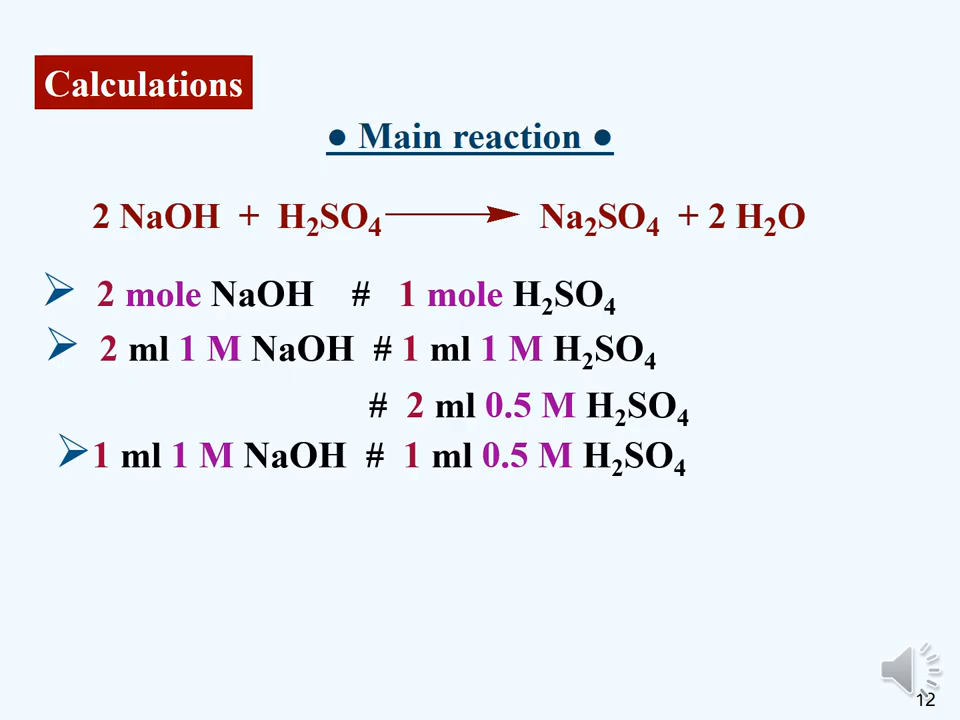 Calculations
● Main reaction ●
2 NaOH + H₂SO₄ ⟶ Na₂SO₄ + 2 H₂O
➢ 2 mole NaOH # 1 mole H₂SO₄
➢ 2 ml 1 M NaOH # 1 ml 1 M H₂SO₄
# 2 ml 0.5 M H₂SO₄
➢ 1 ml 1 M NaOH # 1 ml 0.5 M H₂SO₄
12